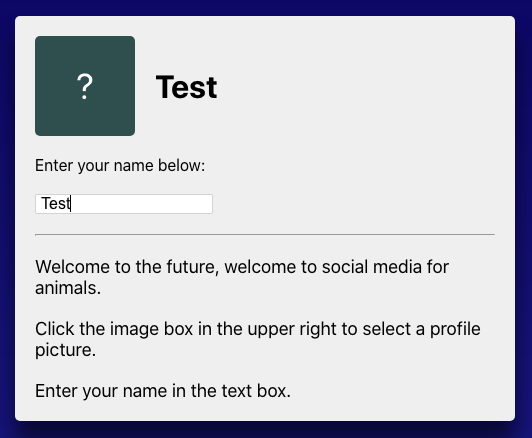 ?
Test
Enter your name below:
Test
Welcome to the future, welcome to social media for
animals.
Click the image box in the upper right to select a profile
picture.
Enter your name in the text box.